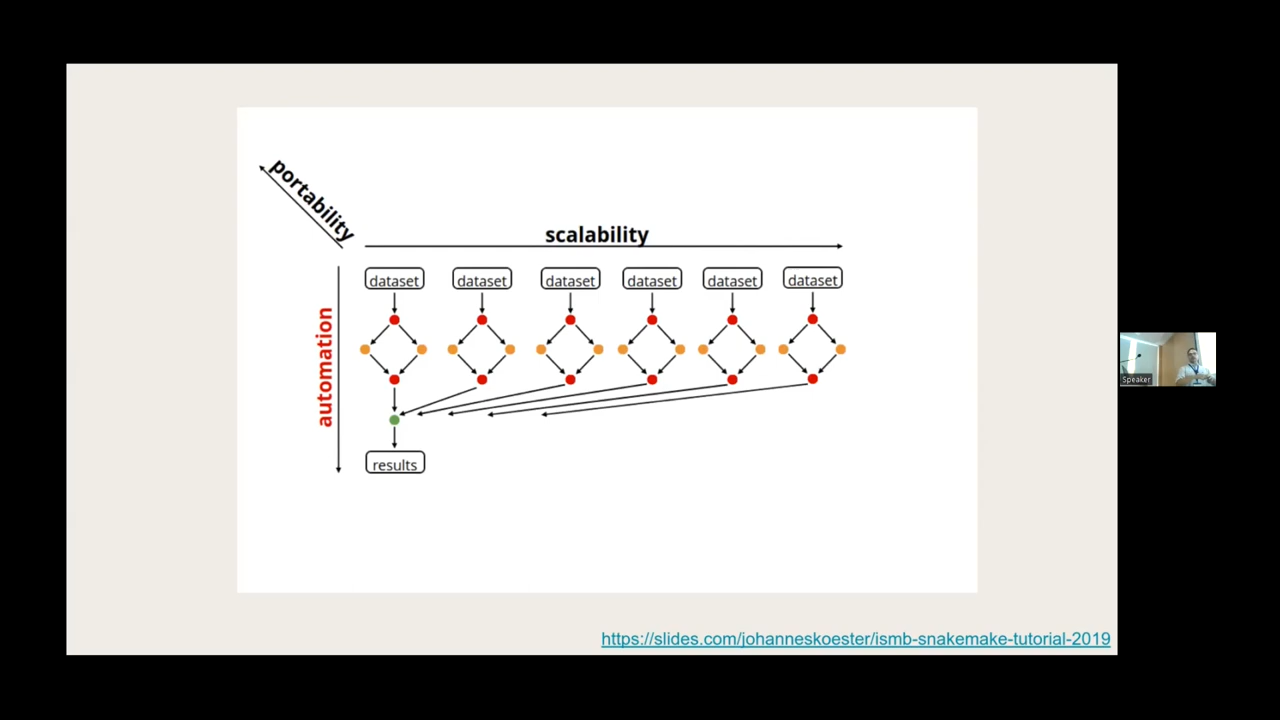 portability
scalability
dataset dataset dataset dataset dataset dataset
automation
results
Speaker
https://slides.com/johanneskoester/ismb-snakemake-tutorial-2019